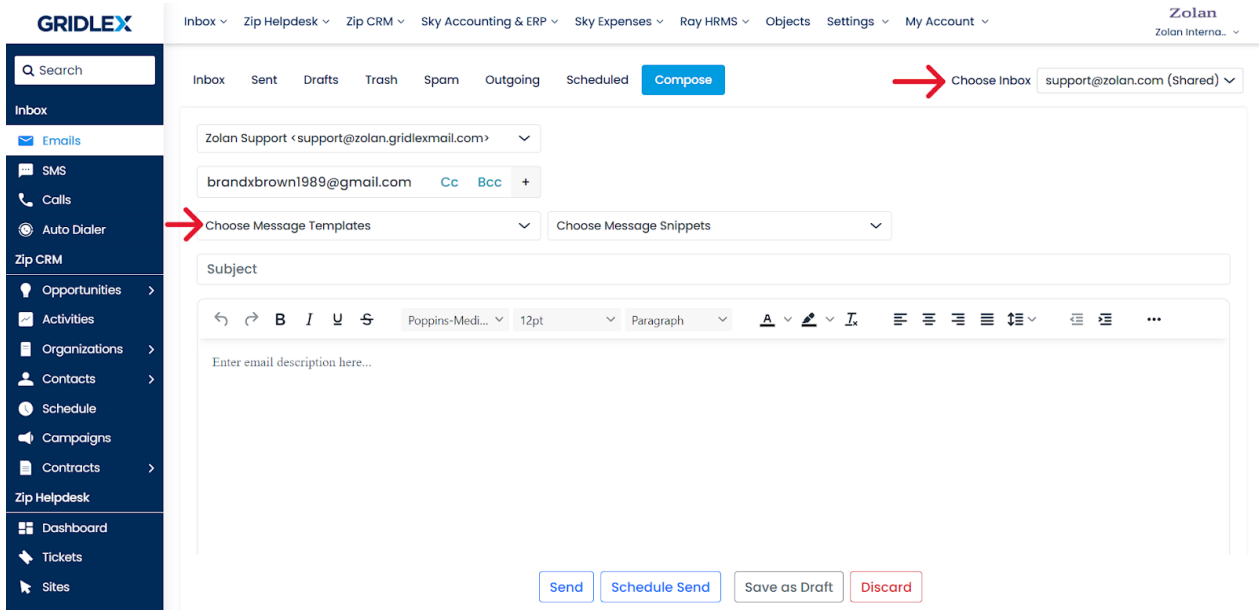 GRIDLEX
Inbox Zip Helpdesk Zip CRM Sky Accounting & ERP Sky Expenses Ray HRMS Objects Settings My Account
Zolan
Zolan Interna..
Search
Inbox
Emails
SMS
Calls
Auto Dialer
Zip CRM
Opportunities
Activities
Organizations
Contacts
Schedule
Campaigns
Contracts
Zip Helpdesk
Dashboard
Tickets
Sites
Inbox Sent Drafts Trash Spam Outgoing Scheduled Compose
Choose Inbox support@zolan.com (Shared)
Zolan Support <support@zolan.gridlexmail.com>
brandxbrown1989@gmail.com Cc Bcc +
Choose Message Templates Choose Message Snippets
Subject
B I U S Poppins-Medi... 12pt Paragraph A Tx ...
Enter email description here...
Send Schedule Send Save as Draft Discard